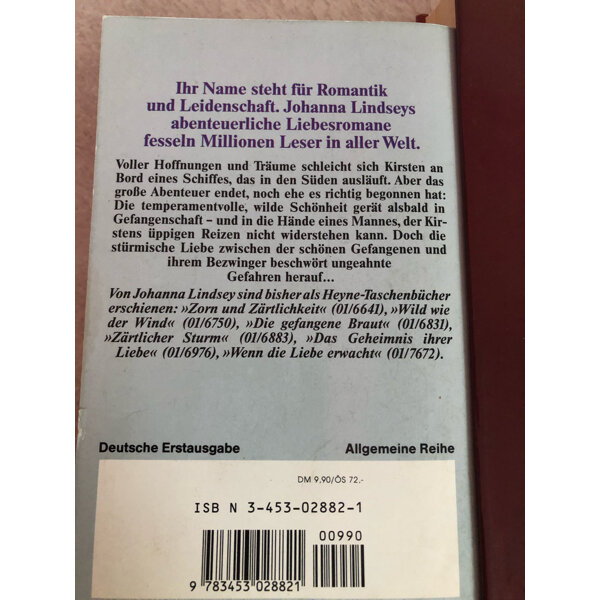 Ihr Name steht für Romantik
und Leidenschaft. Johanna Lindseys
abenteuerliche Liebesromane
fesseln Millionen Leser in aller Welt.
Voller Hoffnungen und Träume schleicht sich Kirsten an
Bord eines Schiffes, das in den Süden ausläuft. Aber das
große Abenteuer endet, noch ehe es richtig begonnen hat:
Die temperamentvolle, wilde Schönheit gerät alsbald in
Gefangenschaft – und in die Hände eines Mannes, der Kir-
stens üppigen Reizen nicht widerstehen kann. Doch die
stürmische Liebe zwischen der schönen Gefangenen und
ihrem Bezwinger beschwört ungeahnte
Gefahren herauf...
Von Johanna Lindsey sind bisher als Heyne-Taschenbücher
erschienen: »Zorn und Zärtlichkeit« (01/6641), »Wild wie
der Wind« (01/6750), »Die gefangene Braut« (01/6831),
»Zärtlicher Sturm« (01/6883), »Das Geheimnis ihrer
Liebe« (01/6976), »Wenn die Liebe erwacht« (01/7672).
Deutsche Erstausgabe Allgemeine Reihe
DM 9,90/ÖS 72,-
ISB N 3-453-02882-1
00990
9 783453 028821